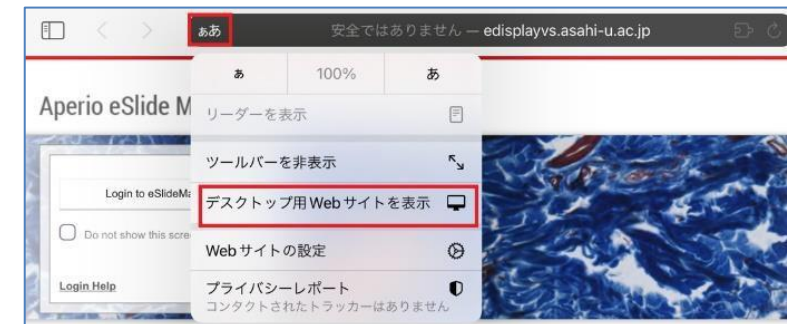 ぁあ 安全ではありません — edisplayvs.asahi-u.ac.jp
ぁ 100% あ
Aperio eSlide M
リーダーを表示
ツールバーを非表示
Login to eSlideMa
デスクトップ用Webサイトを表示
Do not show this scre
Webサイトの設定
Login Help
プライバシーレポート
コンタクトされたトラッカーはありません